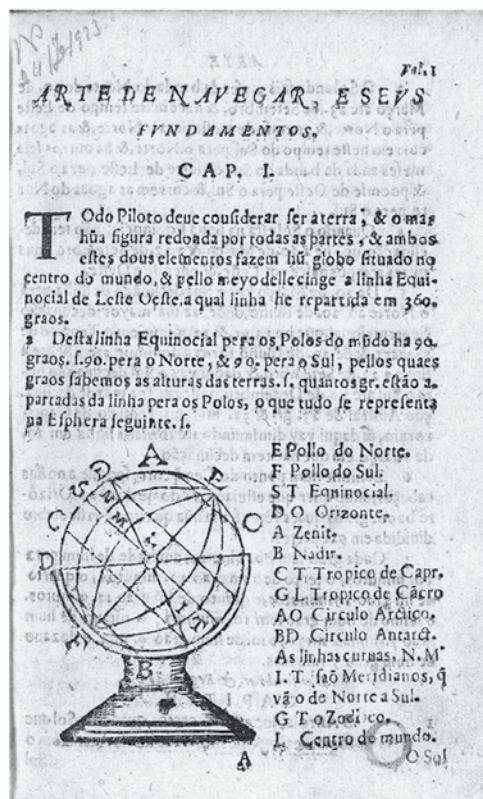 Fol. 1
ARTE DE NAVEGAR, E SEVS
FVNDAMENTOS.
CAP. I.
TOdo Piloto deue considerar ser a terra, & o mar
hũa figura redonda por todas as partes, & ambos
estes dous elementos fazem hũ globo situado no
centro do mundo, & pello meyo delle cinge a linha Equi-
nocial de Leste Oeste. a qual linha he repartida em 360.
graos.
2 Desta linha Equinocial pera os Polos do mũdo ha 90.
graos. s. 90. pera o Norte, & 90. pera o Sul, pellos quaes
graos sabemos as alturas das terras. s. quantos gr. estão a-
partadas da linha pera os Polos, o que tudo se representa
na Esphera seguinte. s.
E Pollo do Norte.
F Pollo do Sul.
S T Equinocial.
D O Orizonte.
A Zenit.
B Nadir.
C T Tropico de Capr.
G L Tropico de Cãcro
A O Circulo Arctico.
B D Circulo Antarct.
As linhas curuas, N. M.
I. T. saõ Meridianos, q̃
vão de Norte a Sul.
G T o Zodiaco.
L Centro do mundo.
A
O Sol
A
G
E
C
O
D
B